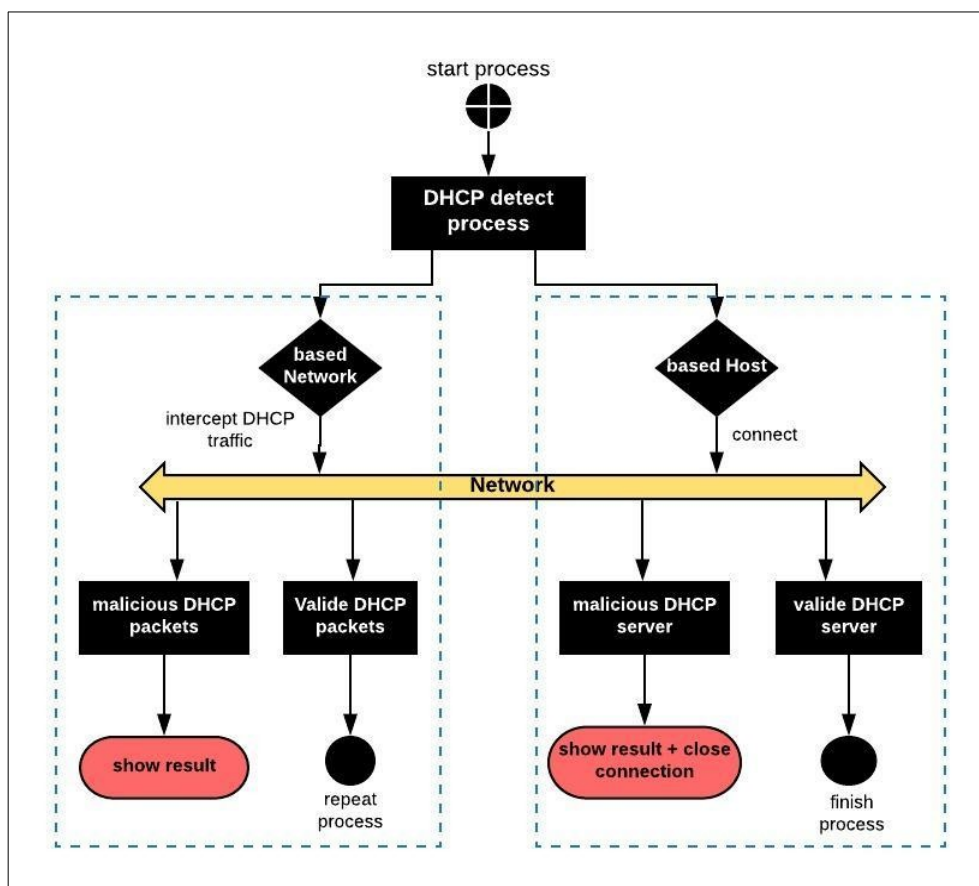 start process
DHCP detect
process
based
Network
based Host
intercept DHCP
traffic
connect
Network
malicious DHCP
packets
Valide DHCP
packets
malicious DHCP
server
valide DHCP
server
show result
repeat
process
show result + close
connection
finish
process